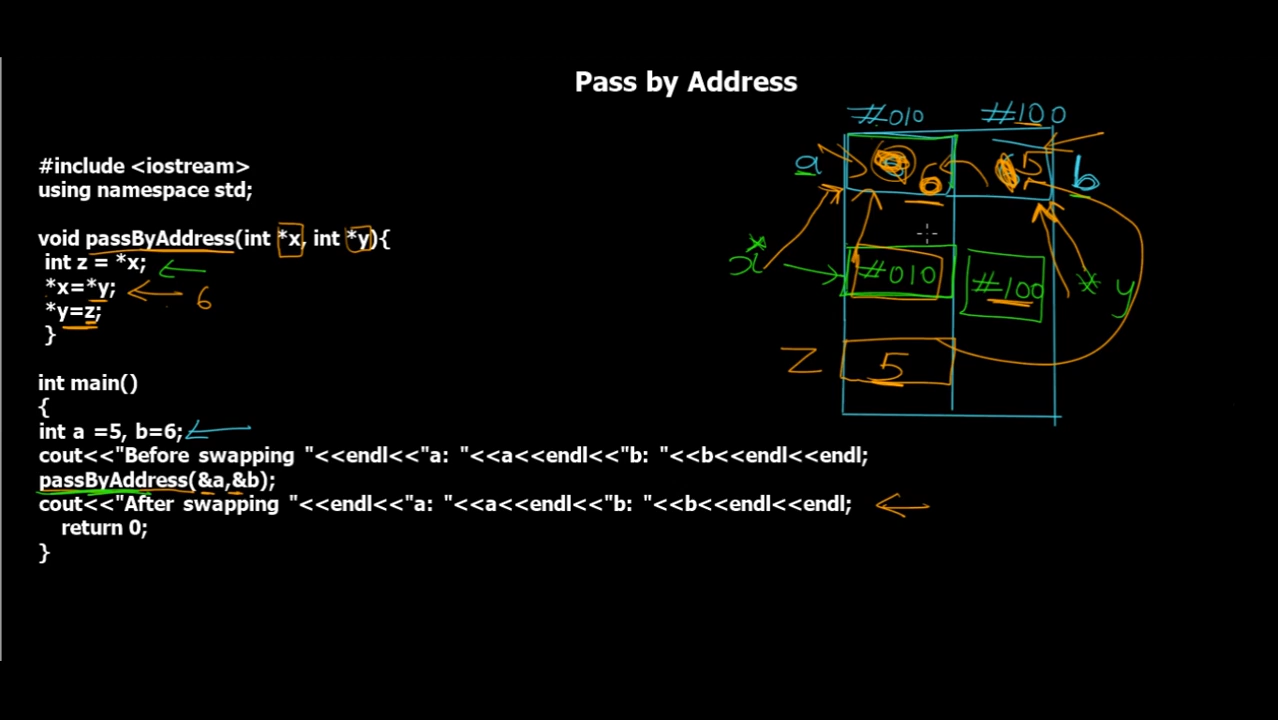 Pass by Address
#010 #100
#include <iostream>
using namespace std;
a 6 5 b
void passByAddress(int *x, int *y){
int z = *x;
*x=*y; 6
*y=z;
}
*x #010 #100 *y
z 5
int main()
{
int a =5, b=6;
cout<<"Before swapping "<<endl<<"a: "<<a<<endl<<"b: "<<b<<endl<<endl;
passByAddress(&a,&b);
cout<<"After swapping "<<endl<<"a: "<<a<<endl<<"b: "<<b<<endl<<endl;
return 0;
}